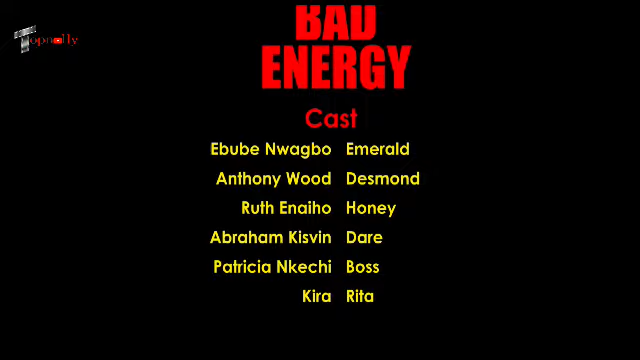 Topnolly
BAD
ENERGY
Cast
Ebube Nwagbo Emerald
Anthony Wood Desmond
Ruth Enaiho Honey
Abraham Kisvin Dare
Patricia Nkechi Boss
Kira Rita